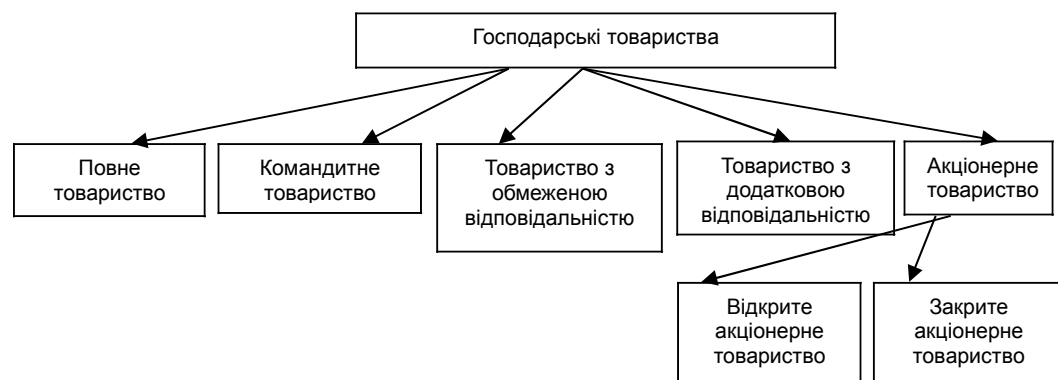 Господарські товариства
Повне
товариство
Командитне
товариство
Товариство з
обмеженою
відповідальністю
Товариство з
додатковою
відповідальністю
Акціонерне
товариство
Відкрите
акціонерне
товариство
Закрите
акціонерне
товариство